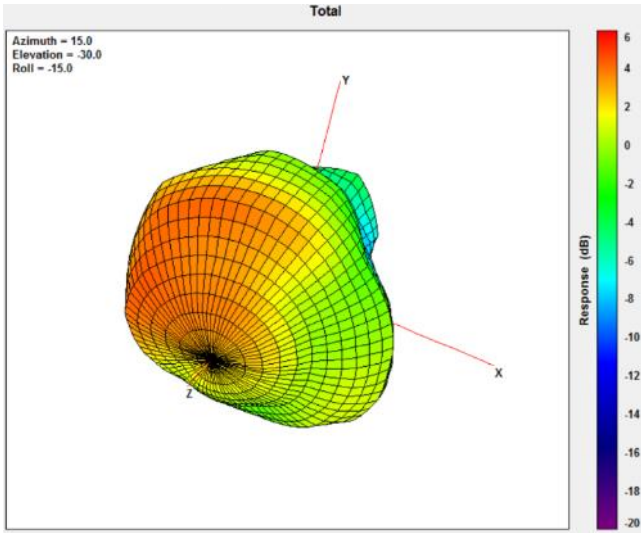 Total
Azimuth = 15.0
Elevation = -30.0
Roll = -15.0
Y
X
Z
6
4
2
0
-2
-4
-6
-8
-10
-12
-14
-16
-18
-20
Response (dB)